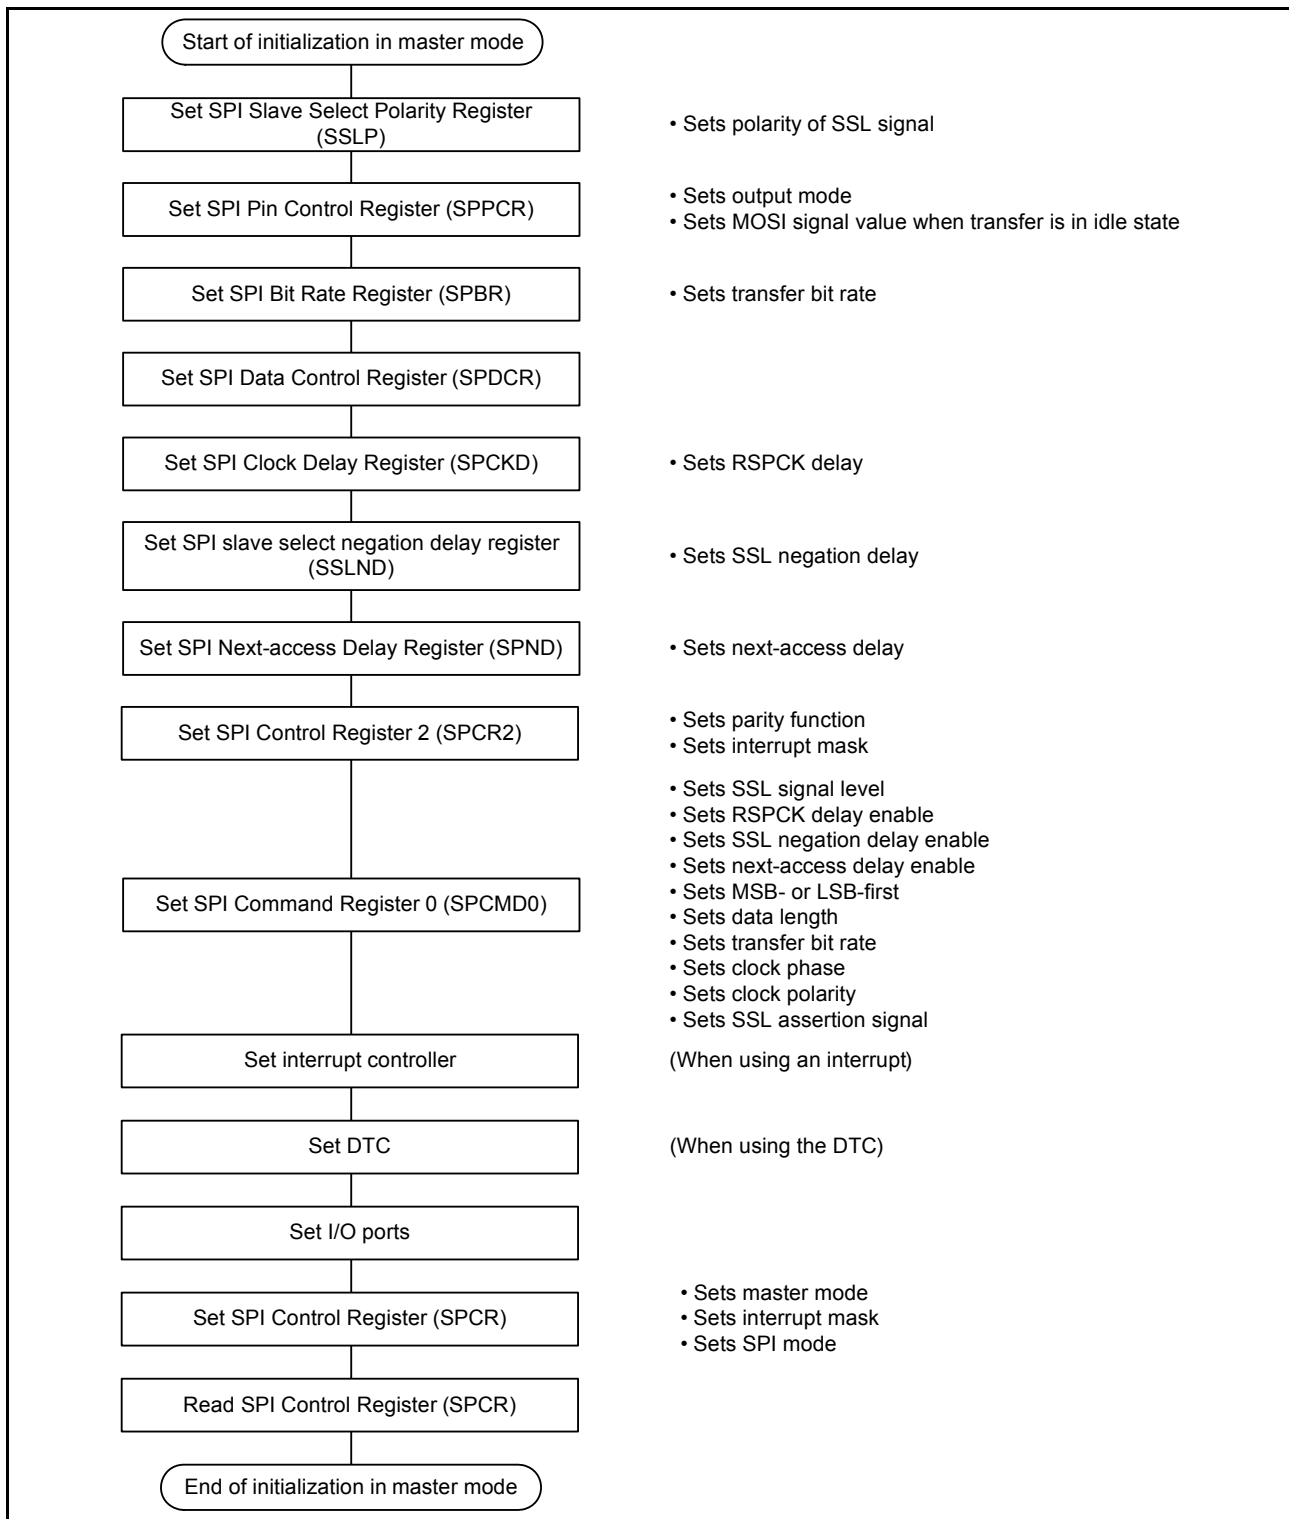 Start of initialization in master mode
Set SPI Slave Select Polarity Register
(SSLP)
• Sets polarity of SSL signal
Set SPI Pin Control Register (SPPCR)
• Sets output mode
• Sets MOSI signal value when transfer is in idle state
Set SPI Bit Rate Register (SPBR)
• Sets transfer bit rate
Set SPI Data Control Register (SPDCR)
Set SPI Clock Delay Register (SPCKD)
• Sets RSPCK delay
Set SPI slave select negation delay register
(SSLND)
• Sets SSL negation delay
Set SPI Next-access Delay Register (SPND)
• Sets next-access delay
Set SPI Control Register 2 (SPCR2)
• Sets parity function
• Sets interrupt mask
Set SPI Command Register 0 (SPCMD0)
• Sets SSL signal level
• Sets RSPCK delay enable
• Sets SSL negation delay enable
• Sets next-access delay enable
• Sets MSB- or LSB-first
• Sets data length
• Sets transfer bit rate
• Sets clock phase
• Sets clock polarity
• Sets SSL assertion signal
Set interrupt controller
(When using an interrupt)
Set DTC
(When using the DTC)
Set I/O ports
Set SPI Control Register (SPCR)
• Sets master mode
• Sets interrupt mask
• Sets SPI mode
Read SPI Control Register (SPCR)
End of initialization in master mode